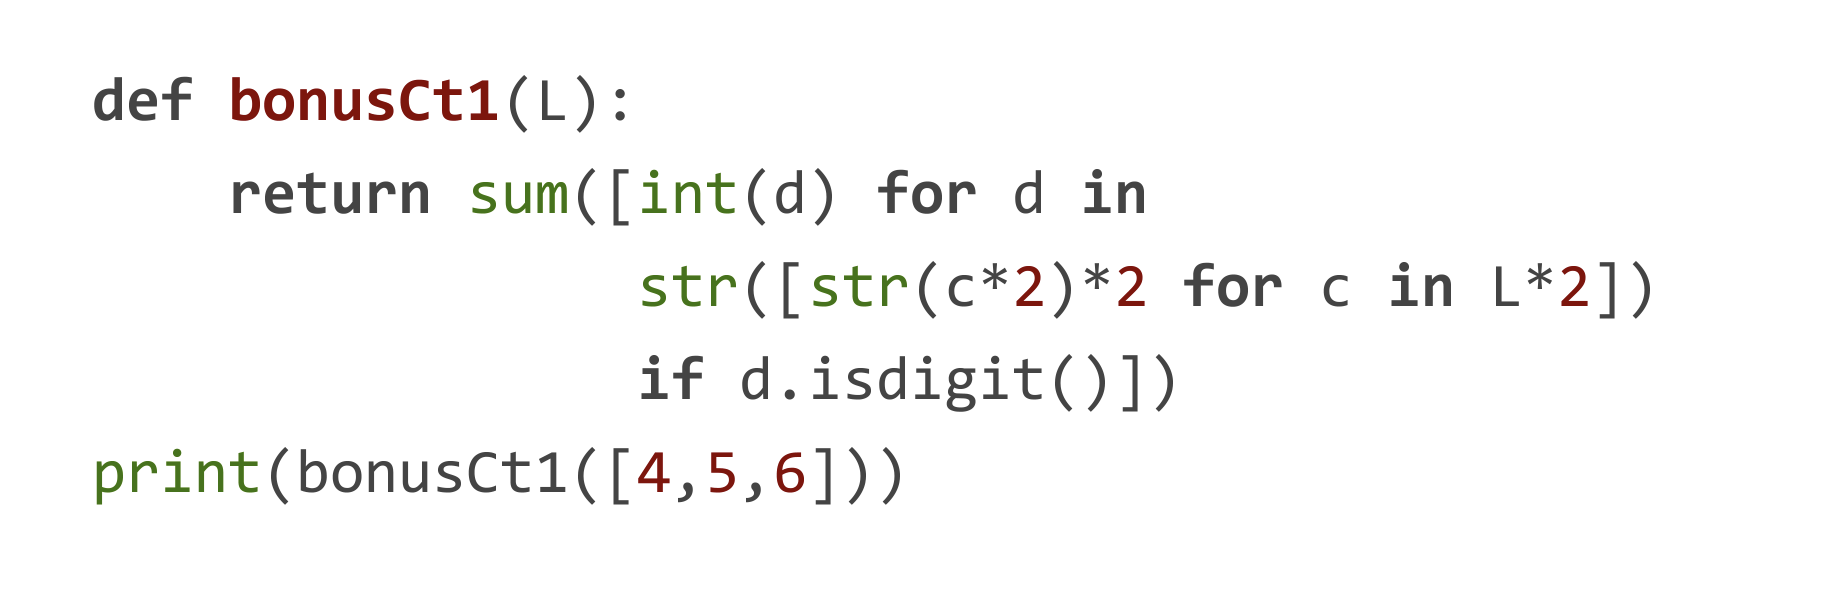 def bonusCt1(L):
    return sum([int(d) for d in
                str([str(c*2)*2 for c in L*2])
                if d.isdigit()])
print(bonusCt1([4,5,6]))